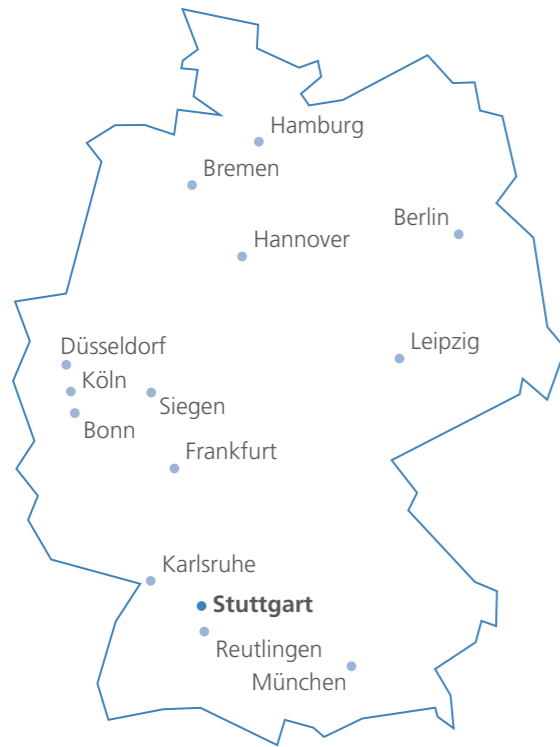 Hamburg
Bremen
Berlin
Hannover
Leipzig
Düsseldorf
Köln
Siegen
Bonn
Frankfurt
Karlsruhe
Stuttgart
Reutlingen
München